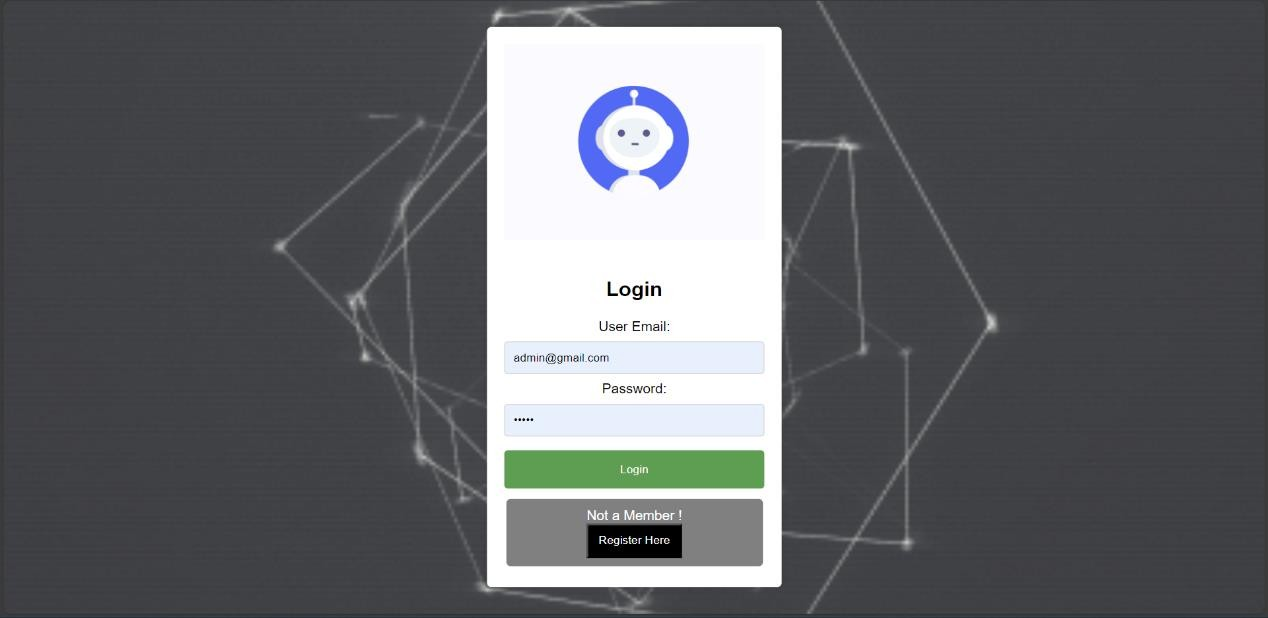 Login
User Email:
admin@gmail.com
Password:
•••••
Login
Not a Member !
Register Here